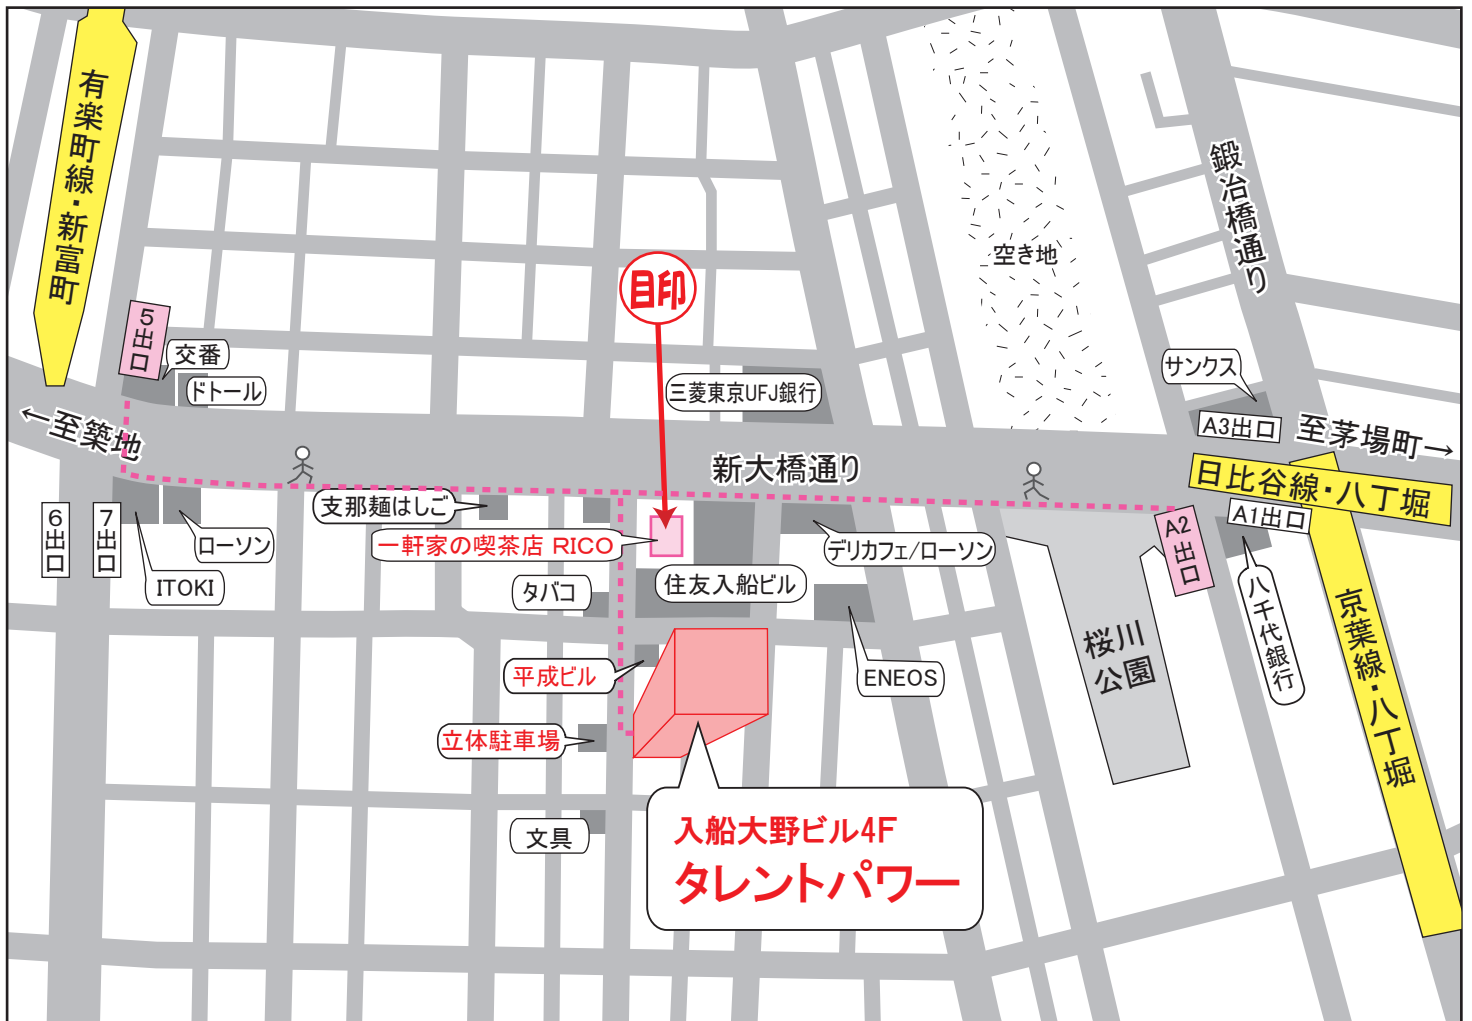 有楽町線・新富町
鍛冶橋通り
空き地
目印
5出口
交番
ドトール
三菱東京UFJ銀行
サンクス
A3出口
至茅場町→
←至築地
新大橋通り
日比谷線・八丁堀
6出口
7出口
ローソン
ITOKI
支那麺はしご
一軒家の喫茶店 RICO
デリカフェ/ローソン
A2出口
A1出口
タバコ
住友入船ビル
八千代銀行
京葉線・八丁堀
桜川
公園
平成ビル
ENEOS
立体駐車場
文具
入船大野ビル4F
タレントパワー